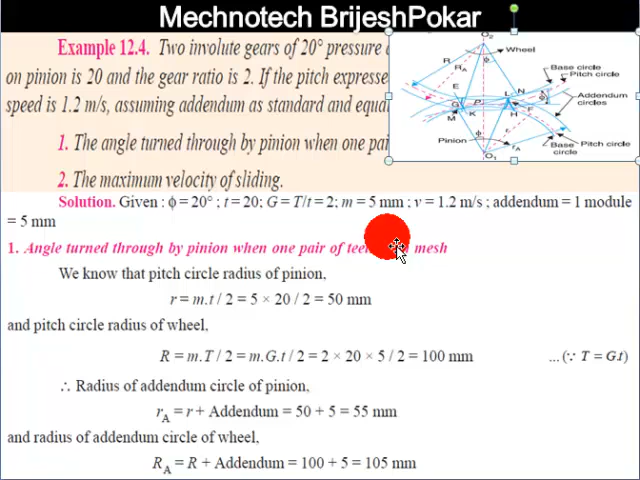 Mechnotech BrijeshPokar
Example 12.4. Two involute gears of 20° pressure
on pinion is 20 and the gear ratio is 2. If the pitch expresse
speed is 1.2 m/s, assuming addendum as standard and equa
1. The angle turned through by pinion when one pai
2. The maximum velocity of sliding.
O2
Wheel
R
RA
ϕ
Base circle
Pitch circle
E
L
N
G
P
H
M
K
Addendum
circles
ϕ
Pinion
rA
O1
Base
circle
Pitch circle
Solution. Given : ϕ = 20° ; t = 20; G = T/t = 2; m = 5 mm ; v = 1.2 m/s ; addendum = 1 module
= 5 mm
1. Angle turned through by pinion when one pair of mesh
We know that pitch circle radius of pinion,
r = m.t / 2 = 5 × 20 / 2 = 50 mm
and pitch circle radius of wheel,
R = m.T / 2 = m.G.t / 2 = 2 × 20 × 5 / 2 = 100 mm ...(∵ T = G.t)
∴ Radius of addendum circle of pinion,
rA = r + Addendum = 50 + 5 = 55 mm
and radius of addendum circle of wheel,
RA = R + Addendum = 100 + 5 = 105 mm